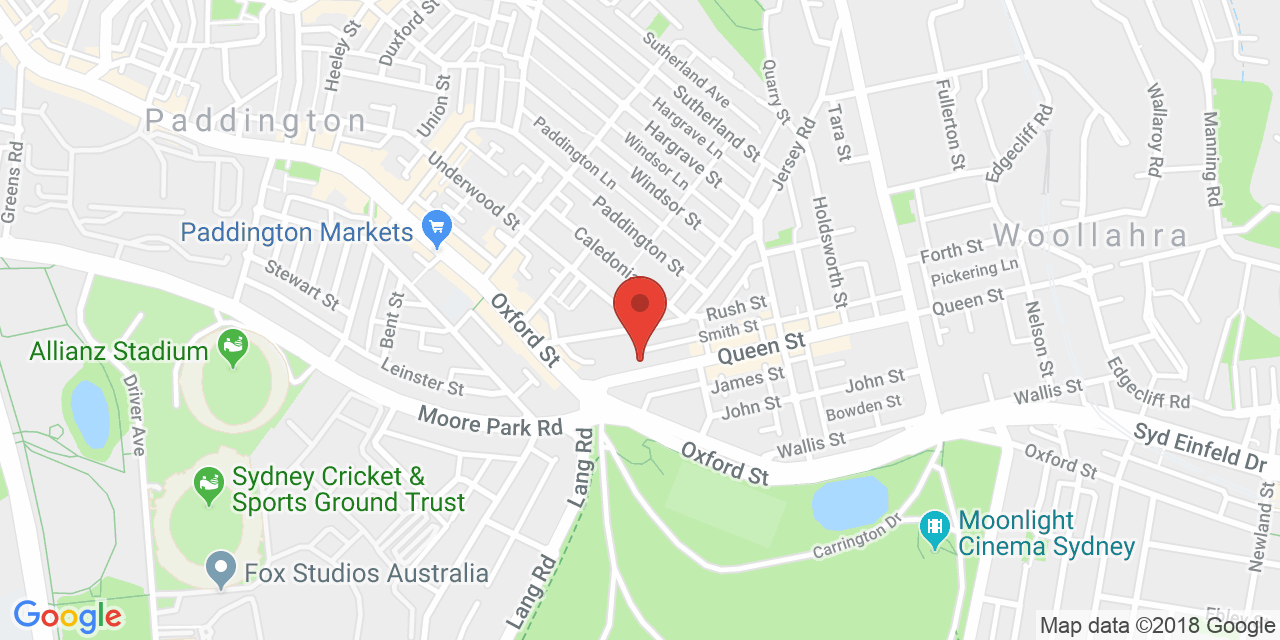 Heeley St
Duxford St
Sutherland Ave
Quarry St
Fullerton St
Edgecliff Rd
Wallaroy Rd
Manning Rd
Greens Rd
Paddington
Union St
Underwood St
Paddington Ln
Sutherland St
Hargrave Ln
Hargrave St
Windsor Ln
Windsor St
Jersey Rd
Tara St
Holdsworth St
Paddington Markets
Paddington St
Caledonia
Woollahra
Forth St
Pickering Ln
Queen St
Stewart St
Bent St
Oxford St
Rush St
Smith St
Queen St
Nelson St
Allianz Stadium
Leinster St
James St
John St
John St
Bowden St
Wallis St
Edgecliff Rd
Driver Ave
Moore Park Rd
Lang Rd
Oxford St
Wallis St
Syd Einfeld Dr
Oxford St
Sydney Cricket &
Sports Ground Trust
Newland St
Carrington Dr
Moonlight
Cinema Sydney
Fox Studios Australia
Lang Rd
Google
Map data ©2018 Google